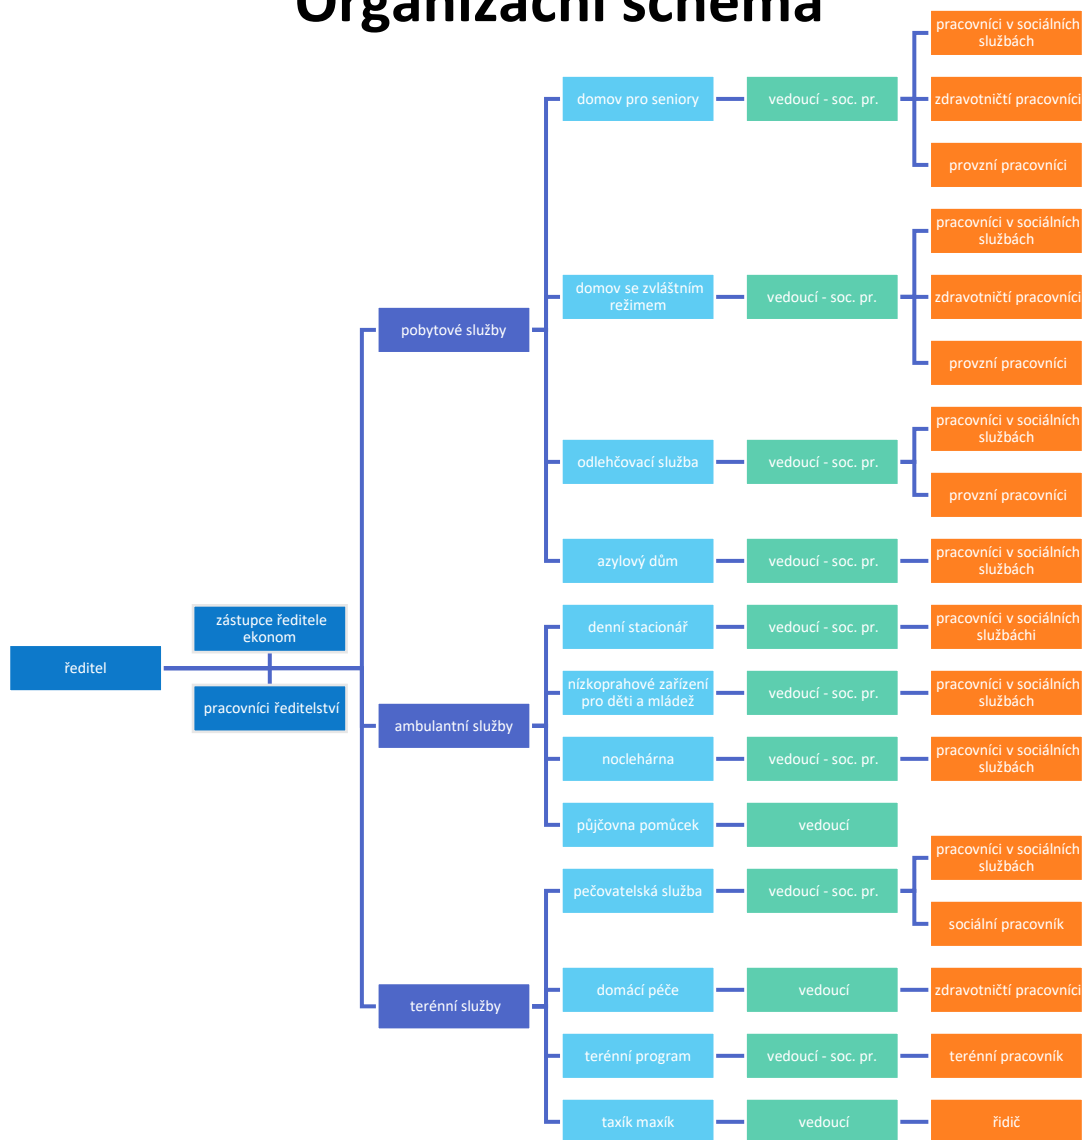 Organizační schéma
pracovníci v sociálních
službách
domov pro seniory
vedoucí - soc. pr.
zdravotničtí pracovníci
provzní pracovníci
pracovníci v sociálních
službách
domov se zvláštním
režimem
vedoucí - soc. pr.
zdravotničtí pracovníci
provzní pracovníci
pobytové služby
pracovníci v sociálních
službách
odlehčovací služba
vedoucí - soc. pr.
provzní pracovníci
azylový dům
vedoucí - soc. pr.
pracovníci v sociálních
službách
zástupce ředitele
ekonom
ředitel
pracovníci ředitelství
denní stacionář
vedoucí - soc. pr.
pracovníci v sociálních
službáchí
nízkoprahové zařízení
pro děti a mládež
vedoucí - soc. pr.
pracovníci v sociálních
službách
ambulantní služby
noclehárna
vedoucí - soc. pr.
pracovníci v sociálních
službách
půjčovna pomůcek
vedoucí
pracovníci v sociálních
službách
pečovatelská služba
vedoucí - soc. pr.
sociální pracovník
terénní služby
domácí péče
vedoucí
zdravotničtí pracovníci
terénní program
vedoucí - soc. pr.
terénní pracovník
taxík maxík
vedoucí
řidič